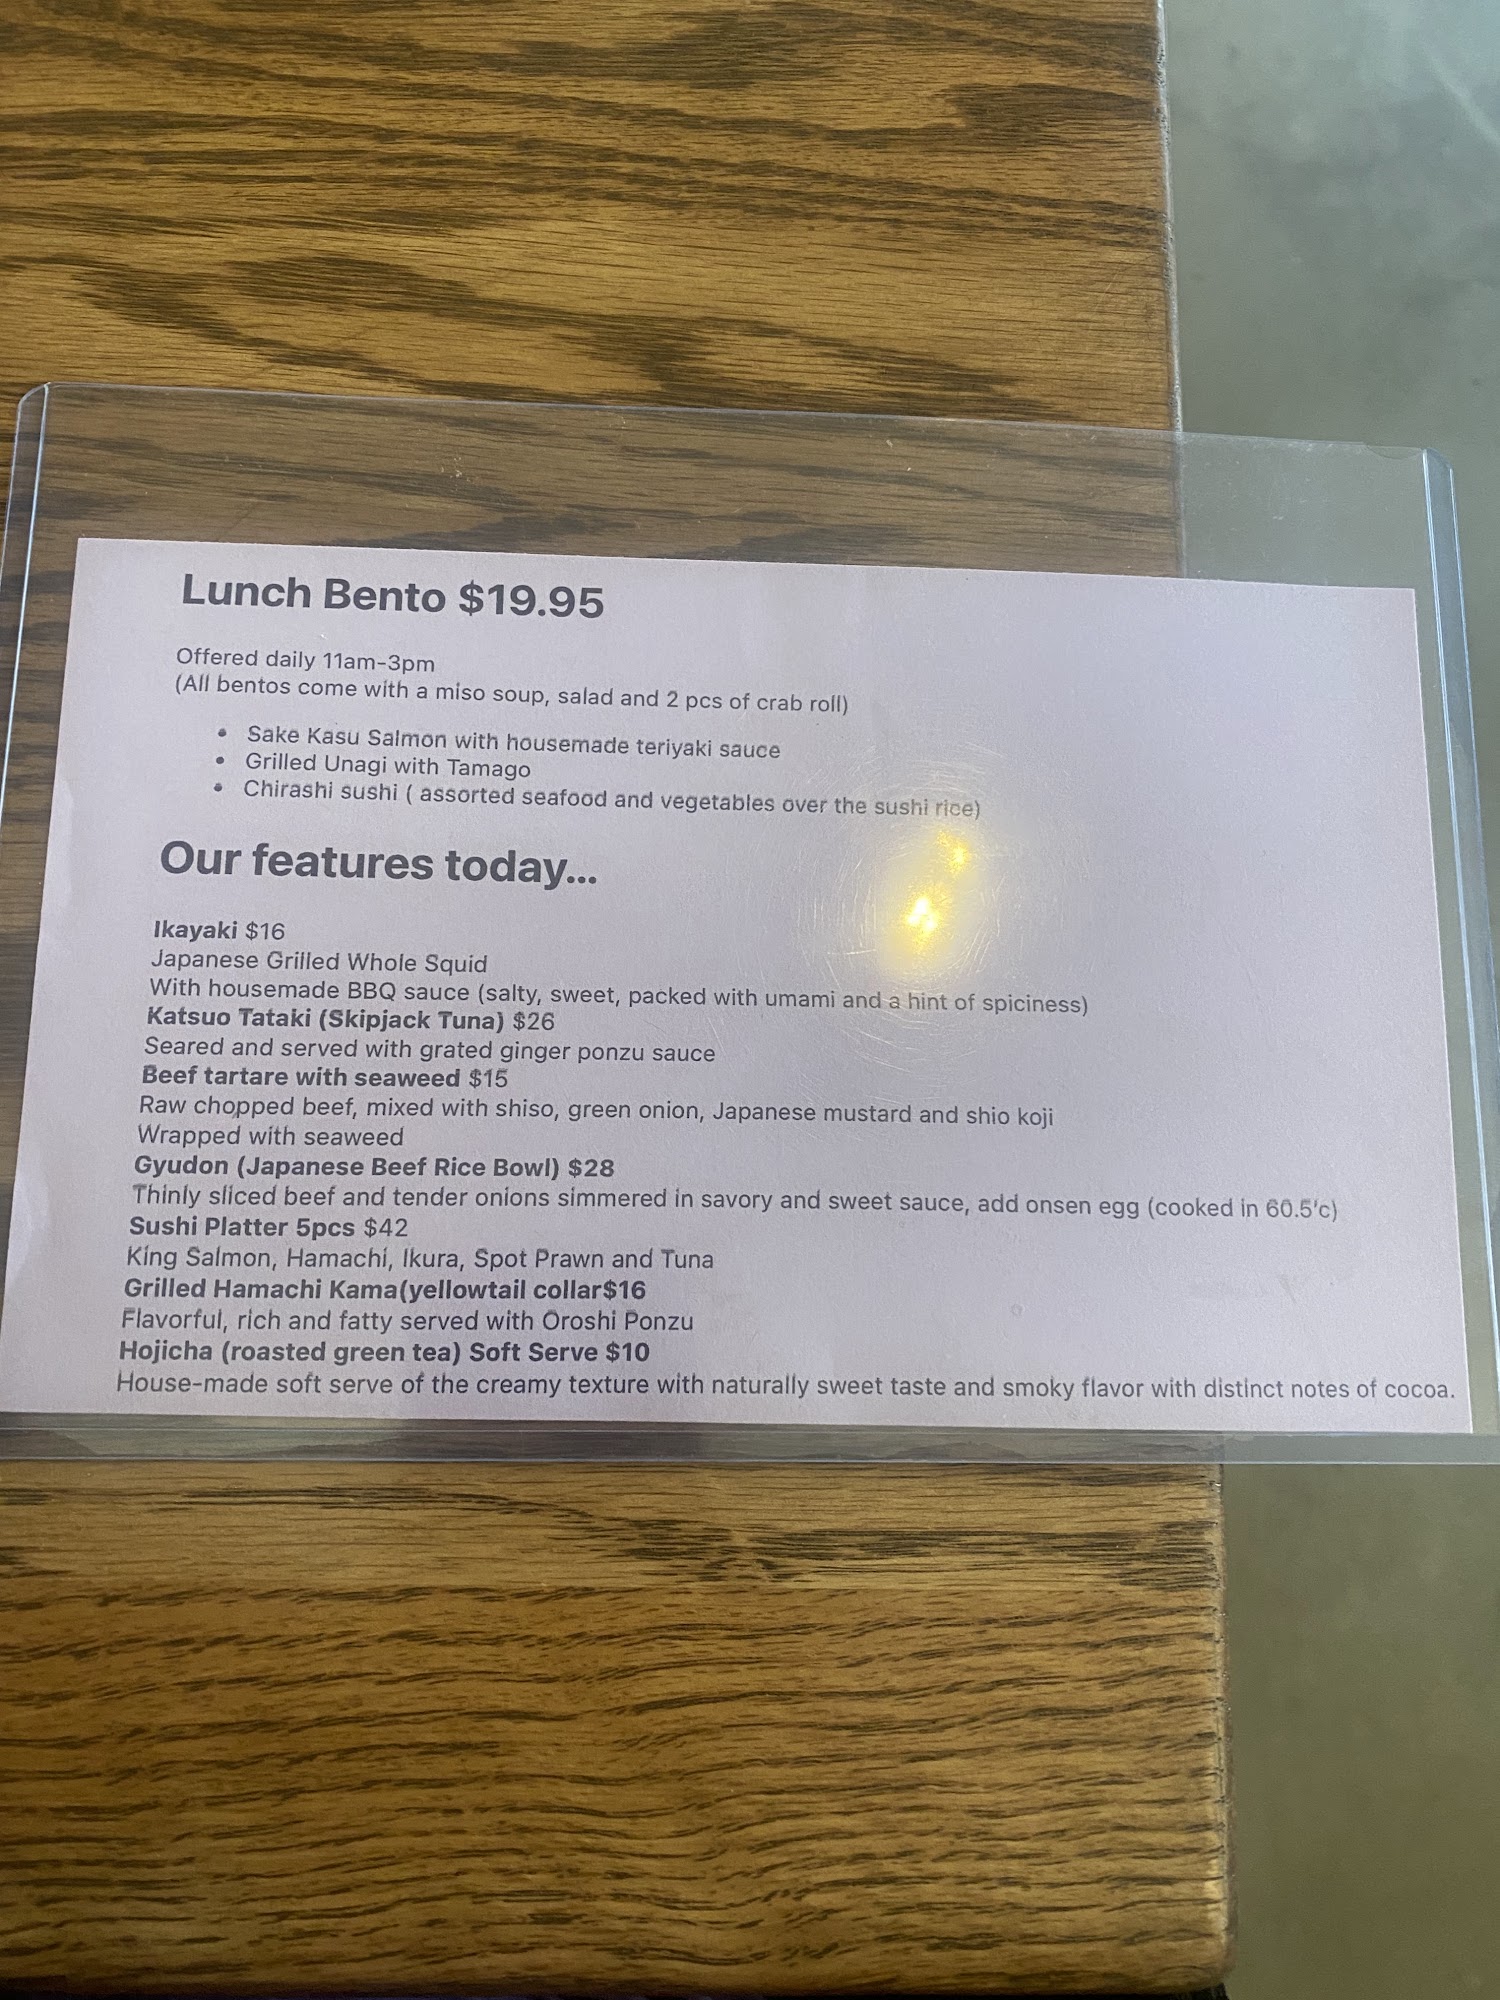 Lunch Bento $19.95
Offered daily 11am-3pm
(All bentos come with a miso soup, salad and 2 pcs of crab roll)
• Sake Kasu Salmon with housemade teriyaki sauce
• Grilled Unagi with Tamago
• Chirashi sushi ( assorted seafood and vegetables over the sushi rice)
Our features today...
Ikayaki $16
Japanese Grilled Whole Squid
With housemade BBQ sauce (salty, sweet, packed with umami and a hint of spiciness)
Katsuo Tataki (Skipjack Tuna) $26
Seared and served with grated ginger ponzu sauce
Beef tartare with seaweed $15
Raw chopped beef, mixed with shiso, green onion, Japanese mustard and shio koji
Wrapped with seaweed
Gyudon (Japanese Beef Rice Bowl) $28
Thinly sliced beef and tender onions simmered in savory and sweet sauce, add onsen egg (cooked in 60.5'c)
Sushi Platter 5pcs $42
King Salmon, Hamachi, Ikura, Spot Prawn and Tuna
Grilled Hamachi Kama(yellowtail collar$16
Flavorful, rich and fatty served with Oroshi Ponzu
Hojicha (roasted green tea) Soft Serve $10
House-made soft serve of the creamy texture with naturally sweet taste and smoky flavor with distinct notes of cocoa.